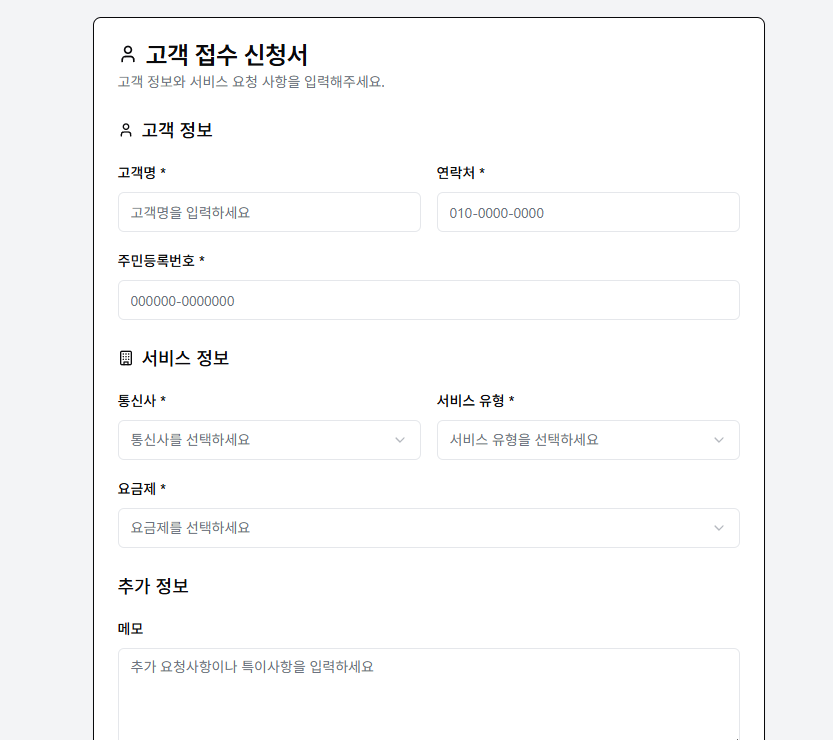 고객 접수 신청서
고객 정보와 서비스 요청 사항을 입력해주세요.
고객 정보
고객명 *
연락처 *
고객명을 입력하세요
010-0000-0000
주민등록번호 *
000000-0000000
서비스 정보
통신사 *
서비스 유형 *
통신사를 선택하세요
서비스 유형을 선택하세요
요금제 *
요금제를 선택하세요
추가 정보
메모
추가 요청사항이나 특이사항을 입력하세요